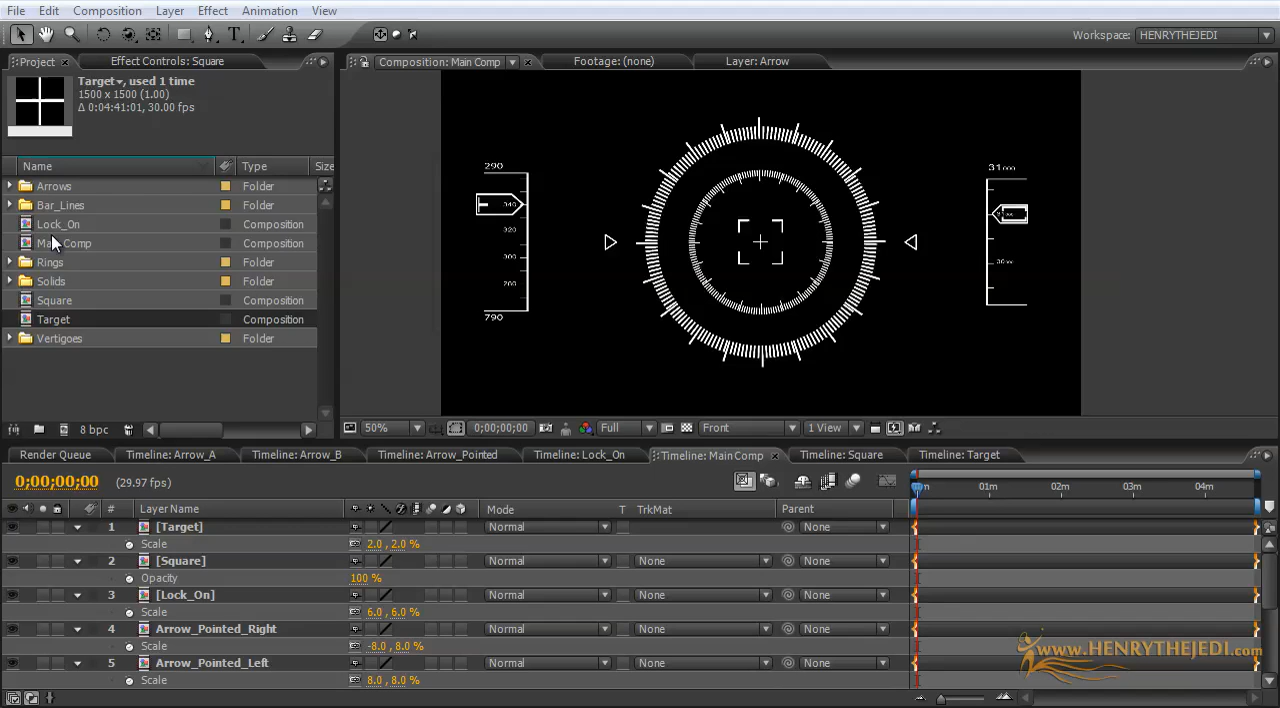 File Edit Composition Layer Effect Animation View
Workspace: HENRYTHEJEDI
Project Effect Controls: Square
Composition: Main Comp Footage: (none) Layer: Arrow
Target, used 1 time
1500 x 1500 (1.00)
Δ 0:04:41:01, 30.00 fps
Name Type Size
Arrows Folder
Bar_Lines Folder
Lock_On Composition
Composition
Rings Folder
Solids Folder
Square Composition
Target Composition
Vertigoes Folder
290
340
320
300
790
31000
8 bpc
50% 0;00;00;00 Full Front 1 View
Render Queue Timeline: Arrow_A Timeline: Arrow_B Timeline: Arrow_Pointed Timeline: Lock_On Timeline: Main Comp Timeline: Square Timeline: Target
0;00;00;00 (29.97 fps)
01m 02m 03m 04m
# Layer Name Mode T TrkMat Parent
1 [Target] Normal None
Scale 2.0, 2.0 %
2 [Square] Normal None None
Opacity 100 %
3 [Lock_On] Normal None None
Scale 6.0, 6.0 %
4 Arrow_Pointed_Right Normal None None
Scale -8.0, 8.0 %
5 Arrow_Pointed_Left Normal None None
Scale 8.0, 8.0 %
www.HENRYTHEJEDI.com